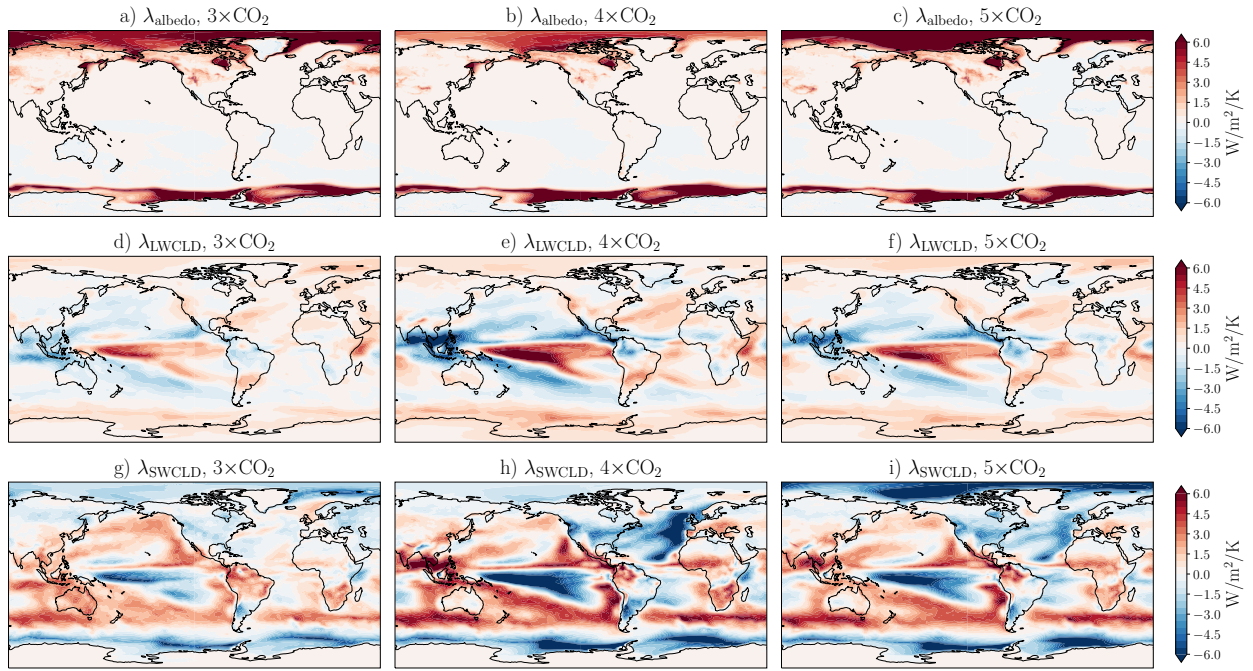 a) λalbedo, 3×CO2
b) λalbedo, 4×CO2
c) λalbedo, 5×CO2
6.0
4.5
3.0
1.5
0.0
−1.5
−3.0
−4.5
−6.0
W/m2/K
d) λLWCLD, 3×CO2
e) λLWCLD, 4×CO2
f) λLWCLD, 5×CO2
6.0
4.5
3.0
1.5
0.0
−1.5
−3.0
−4.5
−6.0
W/m2/K
g) λSWCLD, 3×CO2
h) λSWCLD, 4×CO2
i) λSWCLD, 5×CO2
6.0
4.5
3.0
1.5
0.0
−1.5
−3.0
−4.5
−6.0
W/m2/K